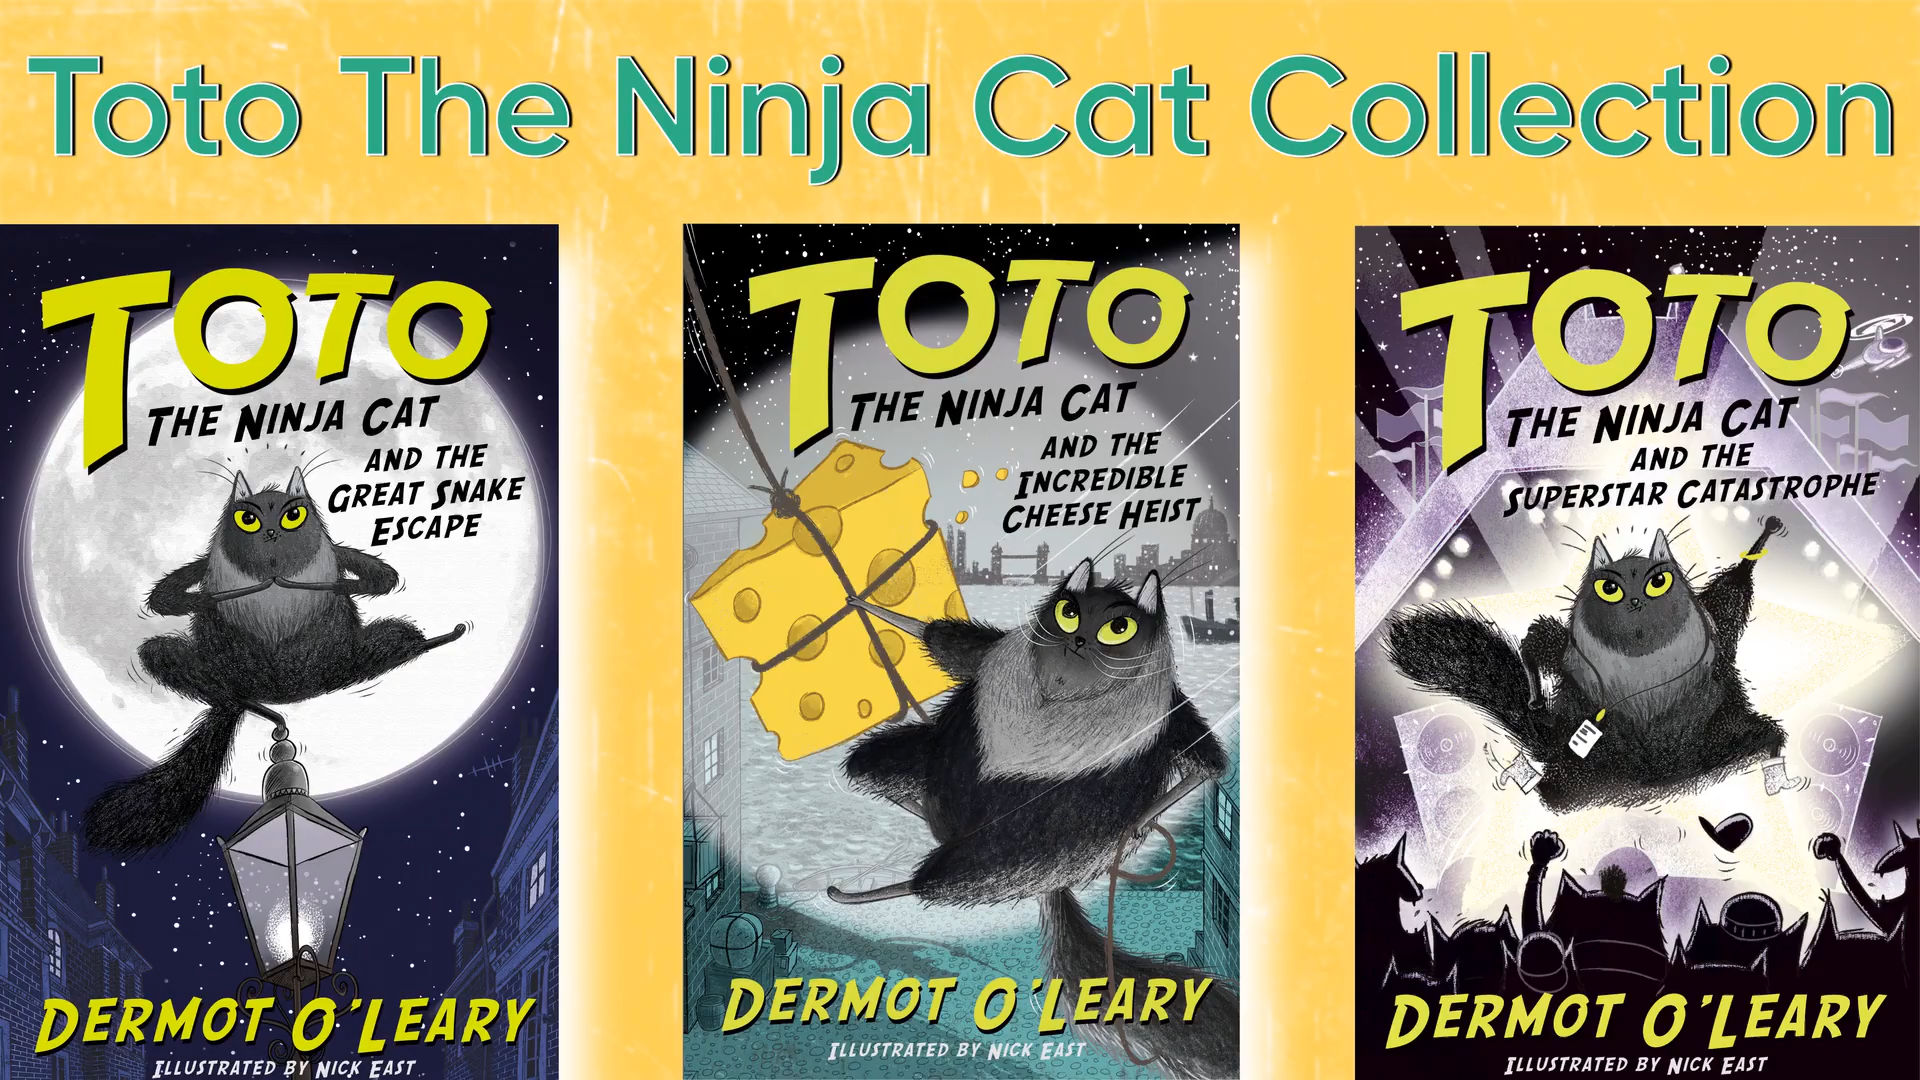 Toto The Ninja Cat Collection
TOTO
THE NINJA CAT
AND THE
GREAT SNAKE
ESCAPE
DERMOT O'LEARY
ILLUSTRATED BY NICK EAST
TOTO
THE NINJA CAT
AND THE
INCREDIBLE
CHEESE HEIST
DERMOT O'LEARY
ILLUSTRATED BY NICK EAST
TOTO
THE NINJA CAT
AND THE
SUPERSTAR CATASTROPHE
DERMOT O'LEARY
ILLUSTRATED BY NICK EAST